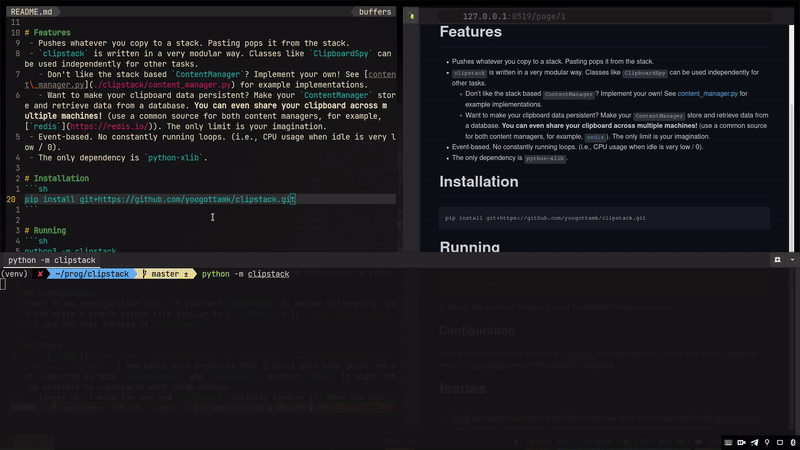 README.md
buffers
11
10 # Features
9 - Pushes whatever you copy to a stack. Pasting pops it from the stack.
8 - `clipstack` is written in a very modular way. Classes like `ClipboardSpy` can
be used independently for other tasks.
7 - Don't like the stack based `ContentManager`? Implement your own! See [conten
t\_manager.py](./clipstack/content_manager.py) for example implementations.
6 - Want to make your clipboard data persistent? Make your `ContentManager` stor
e and retrieve data from a database. You can even share your clipboard across m
ultiple machines! (use a common source for both content managers, for example,
[`redis`](https://redis.io/)). The only limit is your imagination.
5 - Event-based. No constantly running loops. (i.e., CPU usage when idle is very l
ow / 0).
4 - The only dependency is `python-xlib`.
3
2 # Installation
1 ```sh
20 pip install git+https://github.com/yoogottamk/clipstack.git
1 ```
2
3 # Running
4 ```sh
5 python3 -m clipstack
127.0.0.1:8519/page/1
Features
Pushes whatever you copy to a stack. Pasting pops it from the stack.
clipstack is written in a very modular way. Classes like ClipboardSpy can be used independently for
other tasks.
Don't like the stack based ContentManager? Implement your own! See content_manager.py for
example implementations.
Want to make your clipboard data persistent? Make your ContentManager store and retrieve data from
a database. You can even share your clipboard across multiple machines! (use a common source
for both content managers, for example, redis). The only limit is your imagination.
Event-based. No constantly running loops. (i.e., CPU usage when idle is very low / 0).
The only dependency is python-xlib.
Installation
pip install git+https://github.com/yoogottamk/clipstack.git
Running
python -m clipstack
(venv) ✘ ~/prog/clipstack master ± python -m clipstack
Configuration
Issues